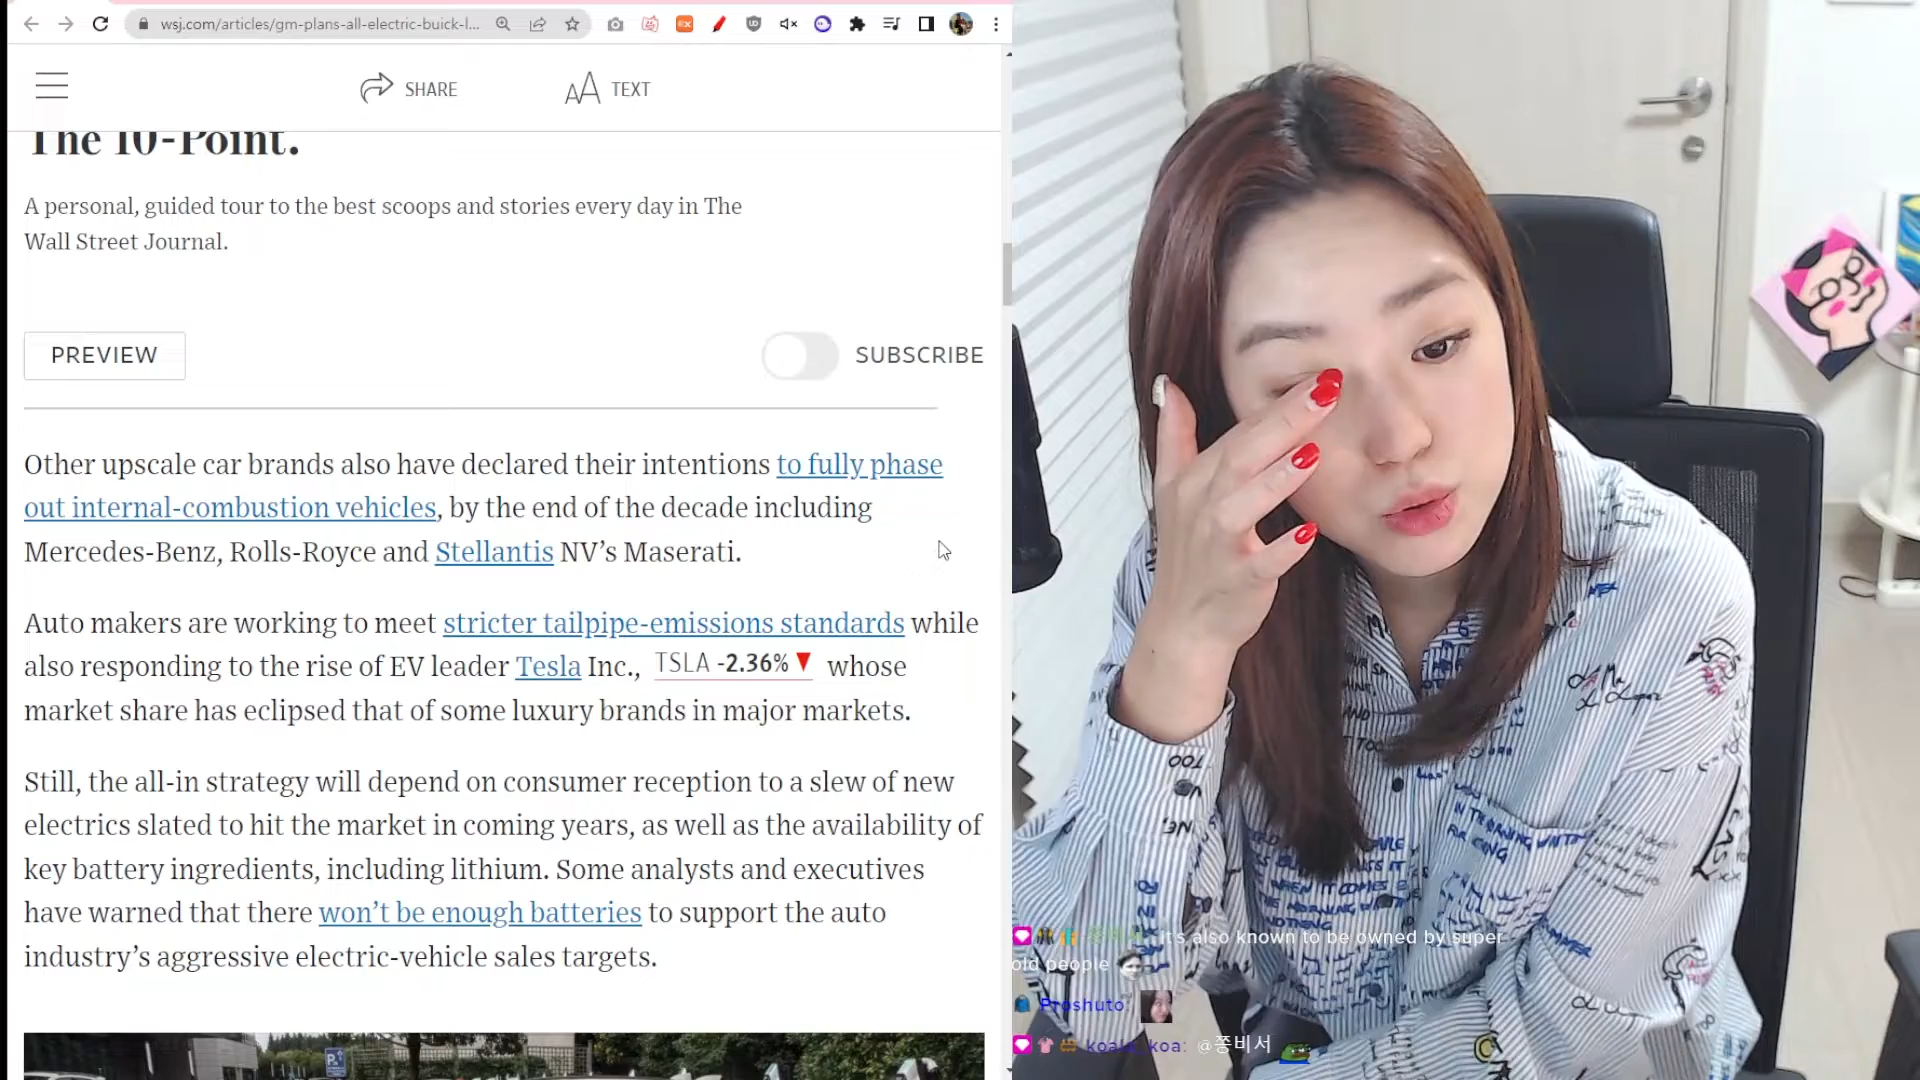 wsj.com/articles/gm-plans-all-electric-buick-l...
SHARE
TEXT
The 10-Point.
A personal, guided tour to the best scoops and stories every day in The
Wall Street Journal.
PREVIEW
SUBSCRIBE
Other upscale car brands also have declared their intentions to fully phase
out internal-combustion vehicles, by the end of the decade including
Mercedes-Benz, Rolls-Royce and Stellantis NV’s Maserati.
Auto makers are working to meet stricter tailpipe-emissions standards while
also responding to the rise of EV leader Tesla Inc., TSLA -2.36% ▼ whose
market share has eclipsed that of some luxury brands in major markets.
Still, the all-in strategy will depend on consumer reception to a slew of new
electrics slated to hit the market in coming years, as well as the availability of
key battery ingredients, including lithium. Some analysts and executives
have warned that there won’t be enough batteries to support the auto
industry’s aggressive electric-vehicle sales targets.
쭝비서: It's also known to be owned by super
old people
Proshuto:
koala_koa: @쭝비서